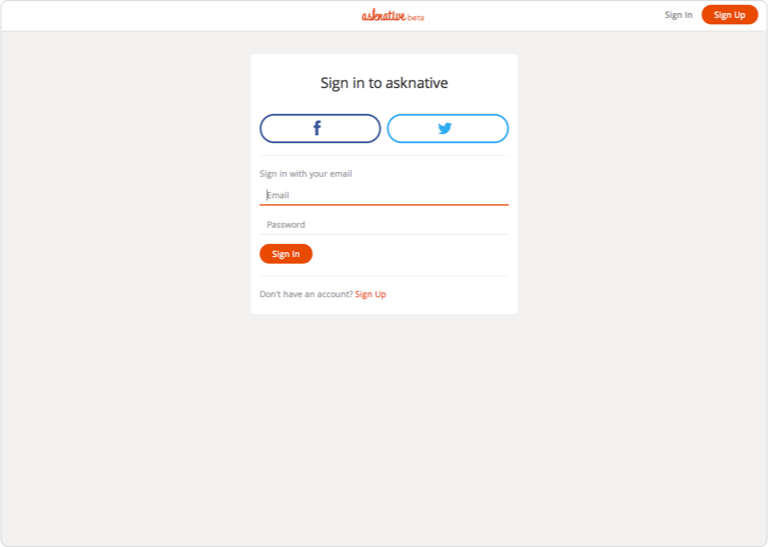 asknative beta
Sign In
Sign Up
Sign in to asknative
Sign in with your email
Email
Password
Sign In
Don't have an account? Sign Up